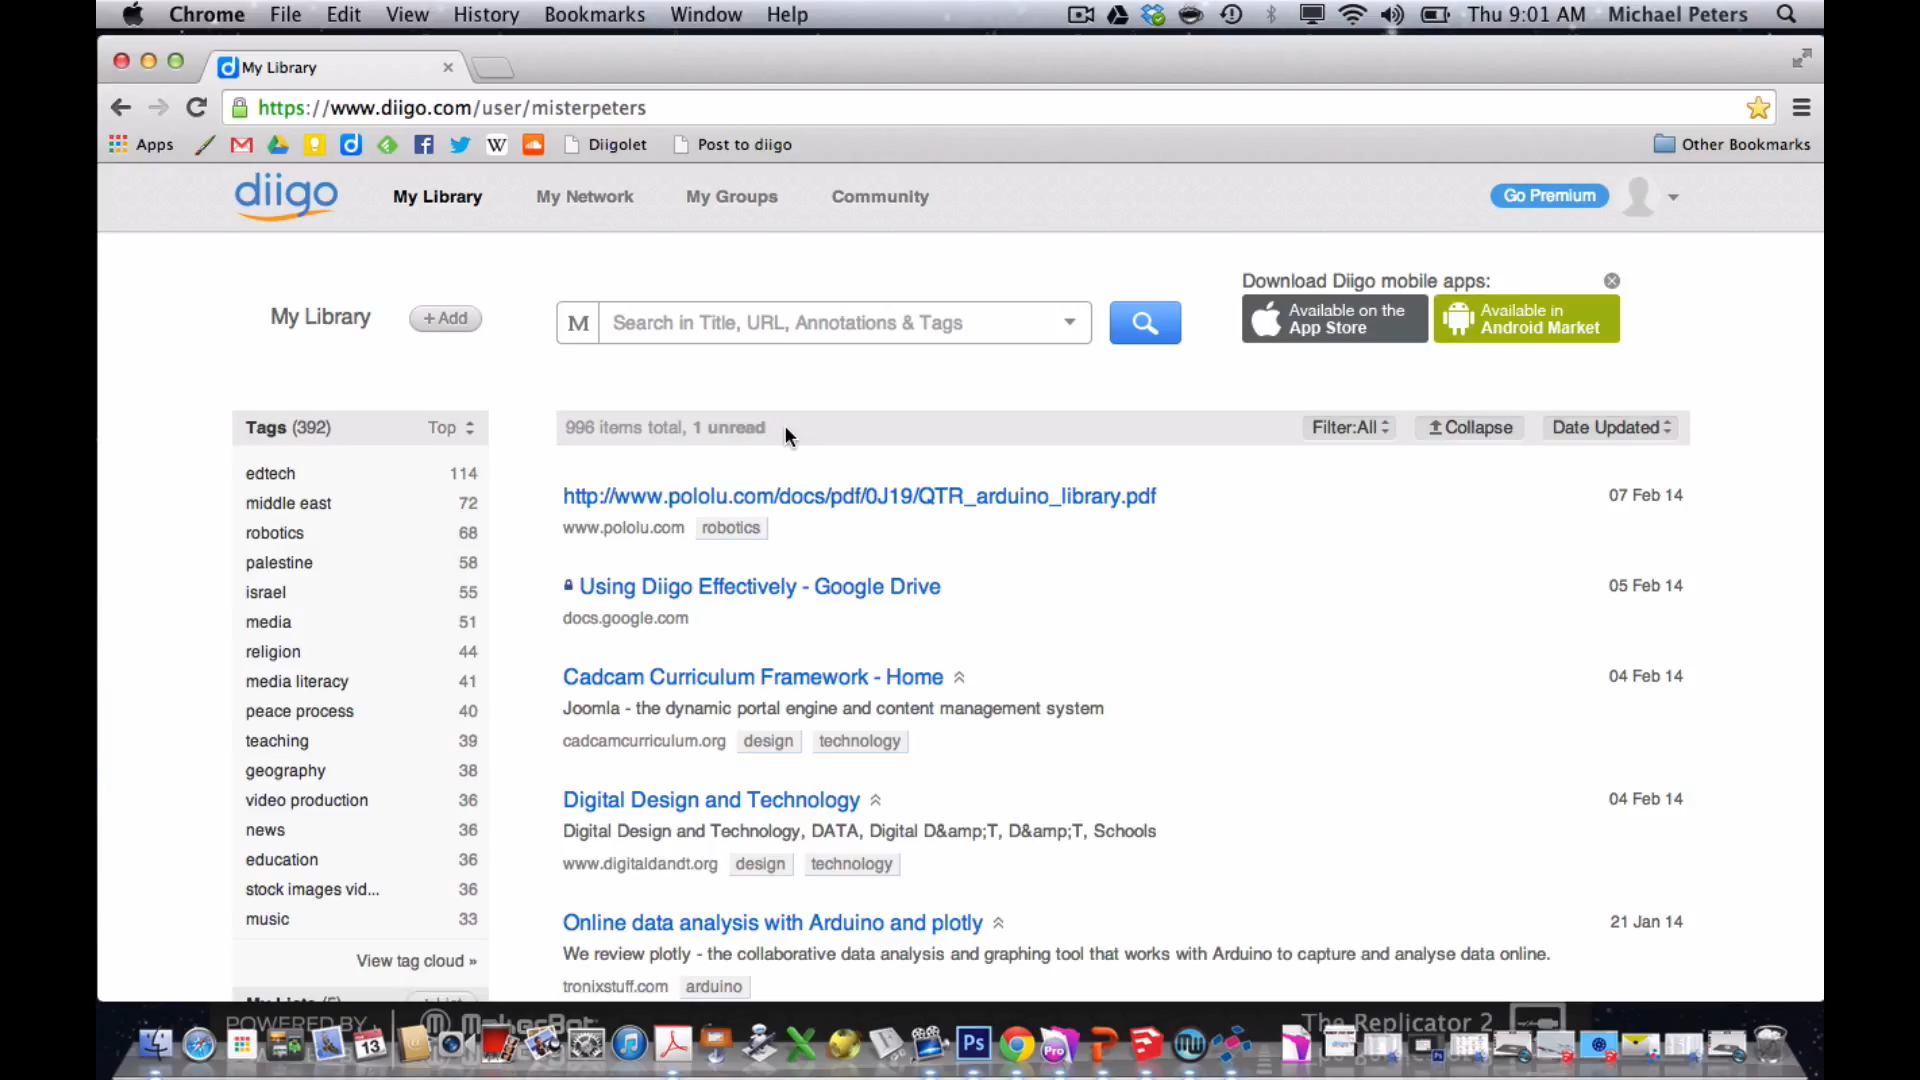 Chrome File Edit View History Bookmarks Window Help Thu 9:01 AM Michael Peters
My Library
https://www.diigo.com/user/misterpeters
Apps Diigolet Post to diigo Other Bookmarks
diigo My Library My Network My Groups Community Go Premium
Download Diigo mobile apps:
My Library + Add M Search in Title, URL, Annotations & Tags
Available on the App Store
Available in Android Market
Tags (392) Top
996 items total, 1 unread Filter:All Collapse Date Updated
edtech 114
middle east 72
robotics 68
palestine 58
israel 55
media 51
religion 44
media literacy 41
peace process 40
teaching 39
geography 38
video production 36
news 36
education 36
stock images vid... 36
music 33
View tag cloud »
http://www.pololu.com/docs/pdf/0J19/QTR_arduino_library.pdf 07 Feb 14
www.pololu.com robotics
Using Diigo Effectively - Google Drive 05 Feb 14
docs.google.com
Cadcam Curriculum Framework - Home 04 Feb 14
Joomla - the dynamic portal engine and content management system
cadcamcurriculum.org design technology
Digital Design and Technology 04 Feb 14
Digital Design and Technology, DATA, Digital D&amp;T, D&amp;T, Schools
www.digitaldandt.org design technology
Online data analysis with Arduino and plotly 21 Jan 14
We review plotly - the collaborative data analysis and graphing tool that works with Arduino to capture and analyse data online.
tronixstuff.com arduino
POWERED BY MakerBot The Replicator 2
13 Ps Pro